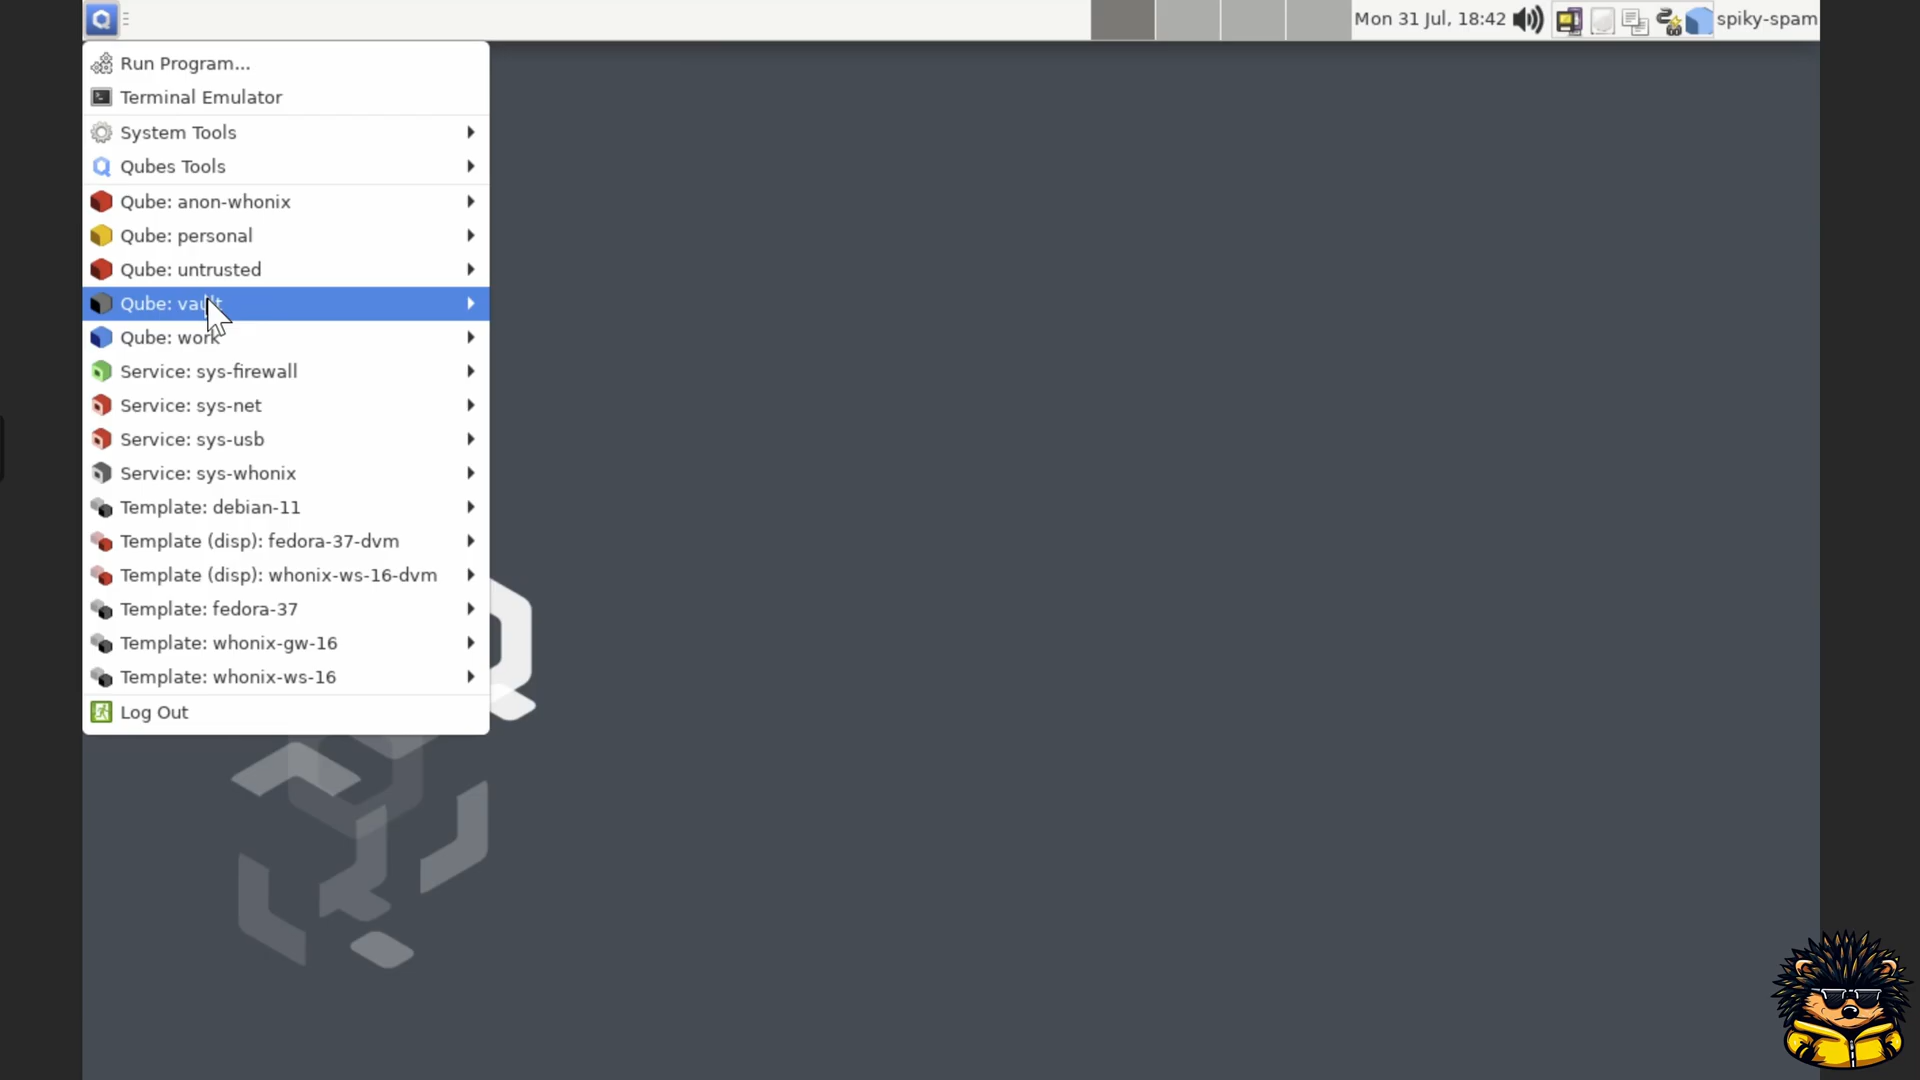 Mon 31 Jul, 18:42 spiky-spam
Run Program...
Terminal Emulator
System Tools
Qubes Tools
Qube: anon-whonix
Qube: personal
Qube: untrusted
Qube: vault
Qube: work
Service: sys-firewall
Service: sys-net
Service: sys-usb
Service: sys-whonix
Template: debian-11
Template (disp): fedora-37-dvm
Template (disp): whonix-ws-16-dvm
Template: fedora-37
Template: whonix-gw-16
Template: whonix-ws-16
Log Out